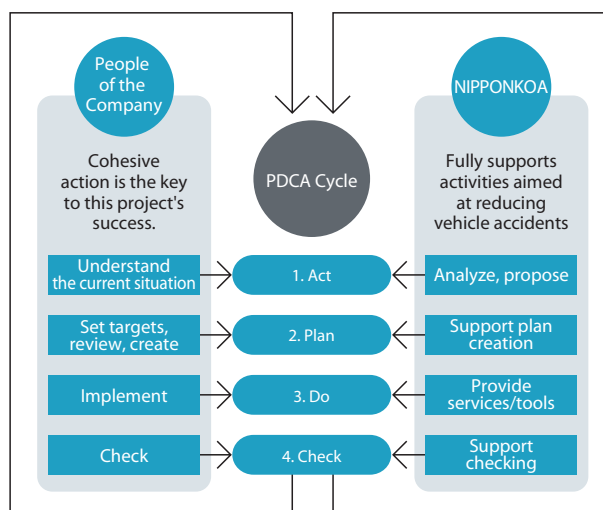 People
of the
Company
Cohesive
action is the key
to this project's
success.
Understand
the current situation
Set targets,
review, create
Implement
Check
PDCA Cycle
1. Act
2. Plan
3. Do
4. Check
NIPPONKOA
Fully supports
activities aimed
at reducing
vehicle accidents
Analyze, propose
Support plan
creation
Provide
services/tools
Support
checking